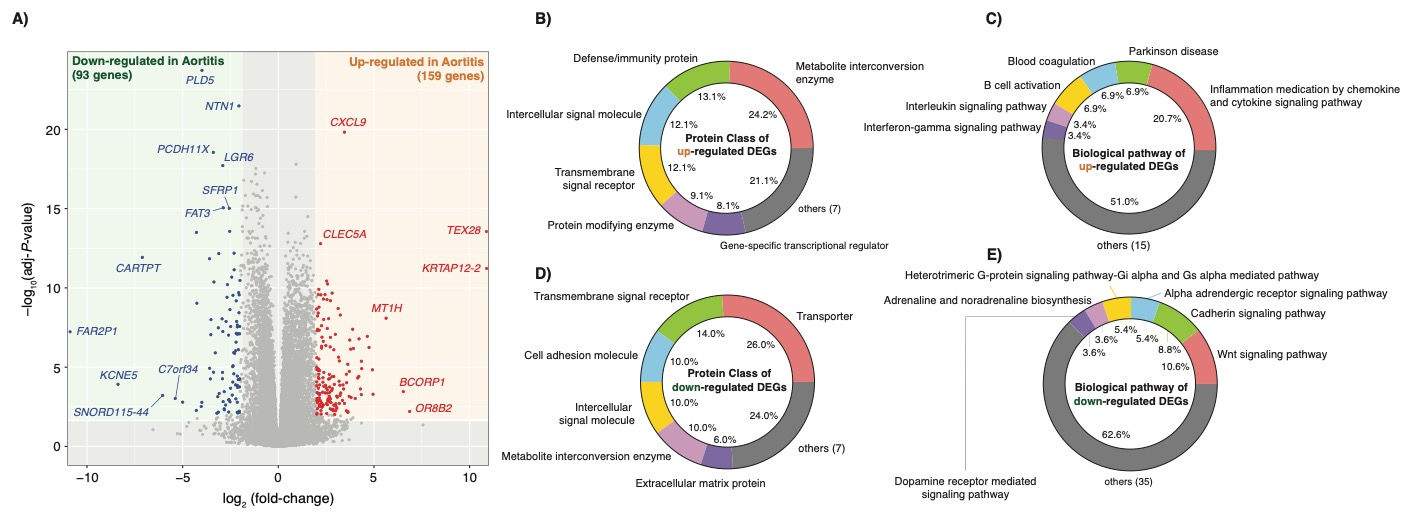 A)
Down-regulated in Aortitis
(93 genes)
Up-regulated in Aortitis
(159 genes)
PLD5
NTN1
CXCL9
PCDH11X
LGR6
SFRP1
FAT3
CLEC5A
TEX28
CARTPT
KRTAP12-2
MT1H
FAR2P1
KCNE5
C7orf34
BCORP1
SNORD115-44
OR8B2
20
15
10
5
0
−10
−5
0
5
10
−log10(adj-P-value)
log2 (fold-change)
B)
Defense/immunity protein
Metabolite interconversion
enzyme
Intercellular signal molecule
Transmembrane
signal receptor
Protein modifying enzyme
Gene-specific transcriptional regulator
others (7)
13.1%
24.2%
12.1%
12.1%
9.1%
8.1%
21.1%
Protein Class of
up-regulated DEGs
C)
Parkinson disease
Blood coagulation
B cell activation
Interleukin signaling pathway
Interferon-gamma signaling pathway
Inflammation medication by chemokine
and cytokine signaling pathway
6.9%
6.9%
6.9%
3.4%
3.4%
20.7%
51.0%
Biological pathway of
up-regulated DEGs
others (15)
D)
Transmembrane signal receptor
Transporter
Cell adhesion molecule
Intercellular
signal molecule
Metabolite interconversion enzyme
Extracellular matrix protein
others (7)
14.0%
26.0%
10.0%
10.0%
10.0%
6.0%
24.0%
Protein Class of
down-regulated DEGs
E)
Heterotrimeric G-protein signaling pathway-Gi alpha and Gs alpha mediated pathway
Adrenaline and noradrenaline biosynthesis
Alpha adrendergic receptor signaling pathway
Cadherin signaling pathway
Wnt signaling pathway
5.4%
5.4%
3.6%
3.6%
8.8%
10.6%
62.6%
Biological pathway of
down-regulated DEGs
Dopamine receptor mediated
signaling pathway
others (35)